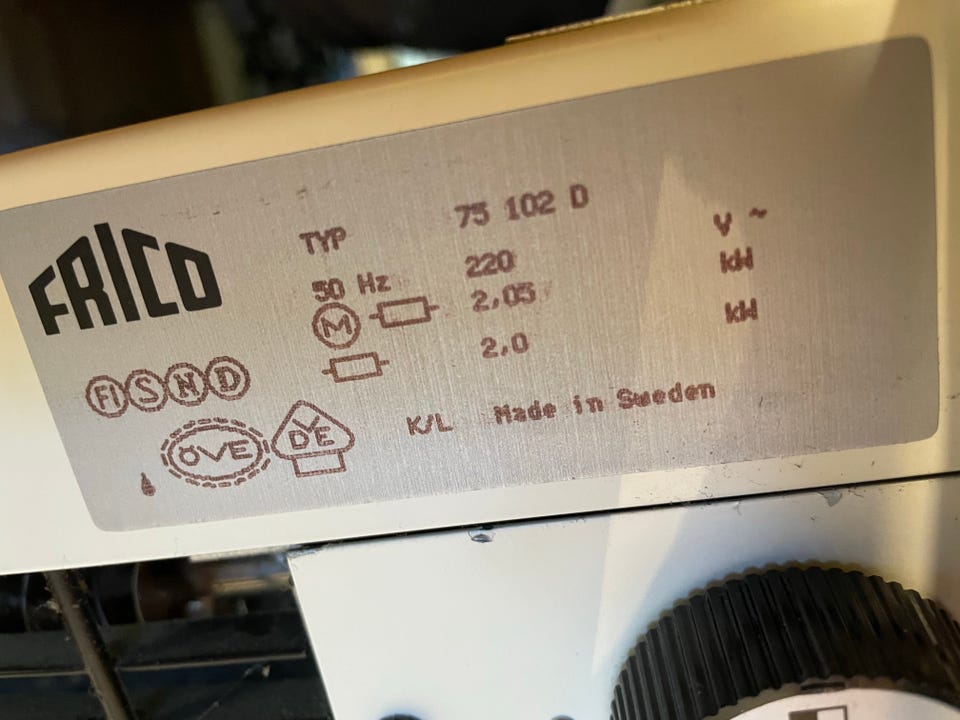 FRICO
TYP 75 102 D
50 Hz 220 V ~
M 2,05 kW
2,0 kW
FI S N D
ÖVE VDE K/L Made in Sweden